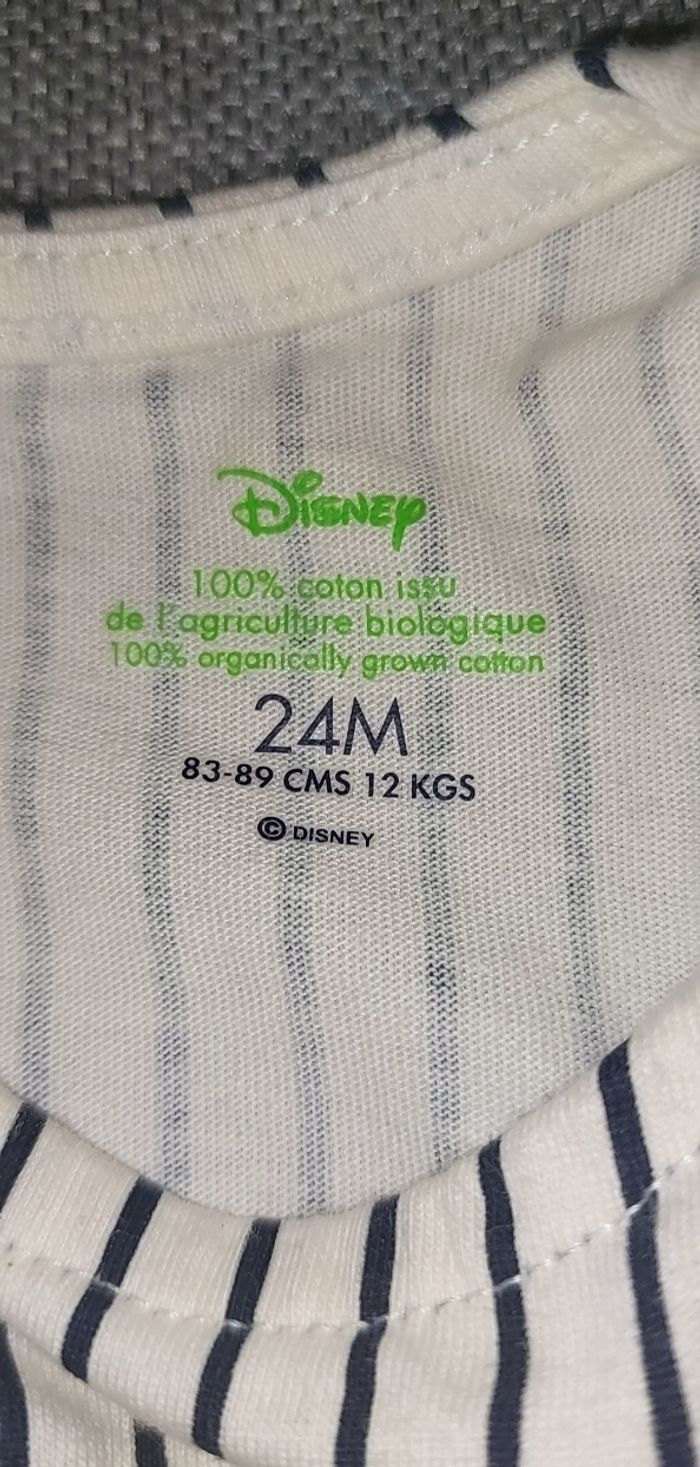 Disney
100% coton issu
de l'agriculture biologique
100% organically grown cotton
24M
83-89 CMS 12 KGS
© DISNEY